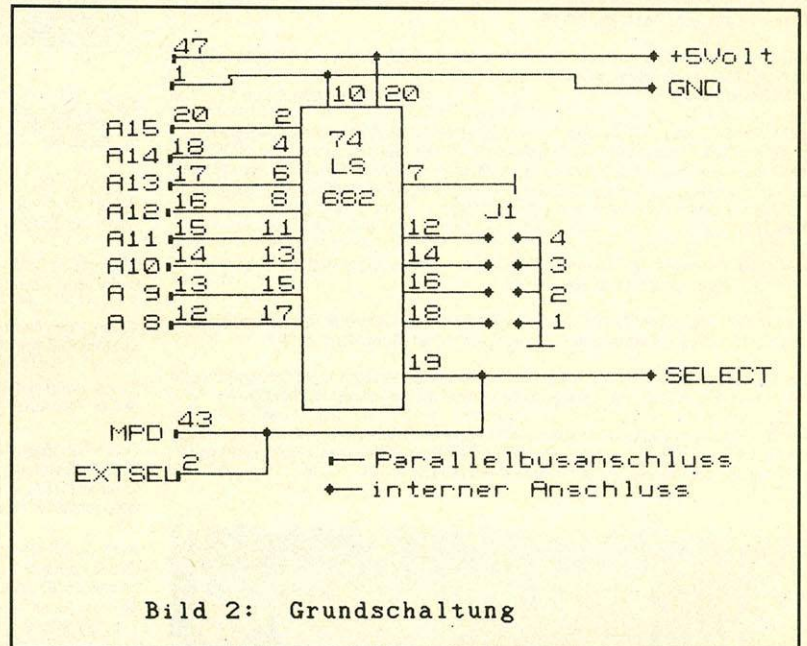 47 +5Volt
1 GND
10 20
A15 20 2
74
A14 18 4
LS
A13 17 6 7
682
A12 16 8 J1
A11 15 11 12 4
A10 14 13 14 3
A 9 13 15 16 2
A 8 12 17 18 1
19 SELECT
MPD 43
EXTSEL 2
Parallelbusanschluss
interner Anschluss
Bild 2: Grundschaltung